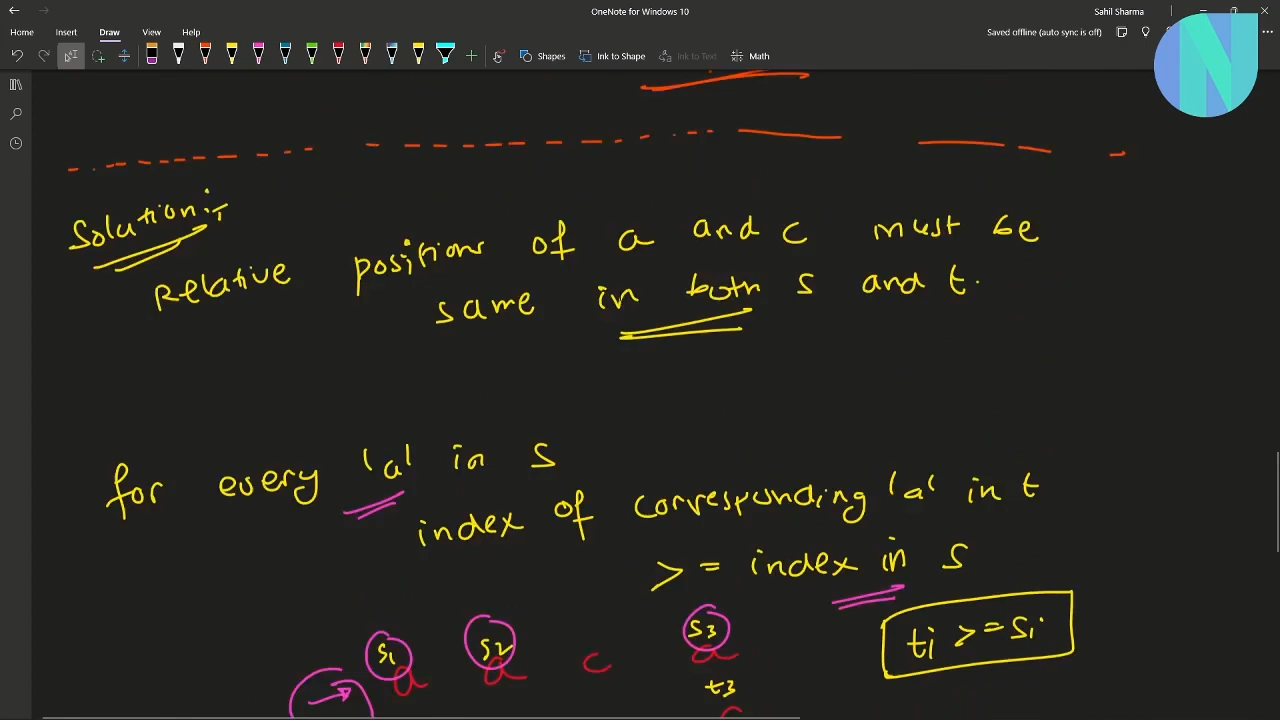 OneNote for Windows 10
Sahil Sharma
Home Insert Draw View Help
Saved offline (auto sync is off)
Shapes Ink to Shape Ink to Text Math
Solution:-
Relative positions of a and c must be
same in both s and t.
for every 'a' in s
index of corresponding 'a' in t
>= index in s
ti >= si
s1 s2 s3
a a c a
t3